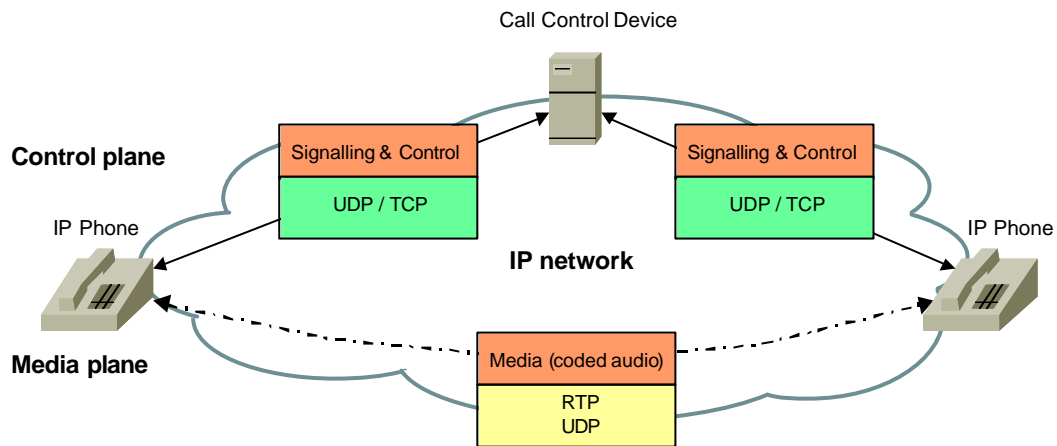 Call Control Device
Control plane
Signalling & Control
Signalling & Control
UDP / TCP
UDP / TCP
IP Phone
IP Phone
IP network
Media plane
Media (coded audio)
RTP
UDP